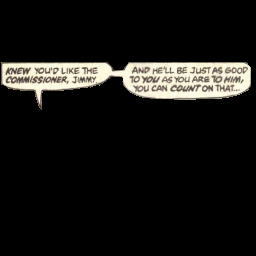 KNEW YOU'D LIKE THE
COMMISSIONER, JIMMY.
AND HE'LL BE JUST AS GOOD
TO YOU AS YOU ARE TO HIM,
YOU CAN COUNT ON THAT...